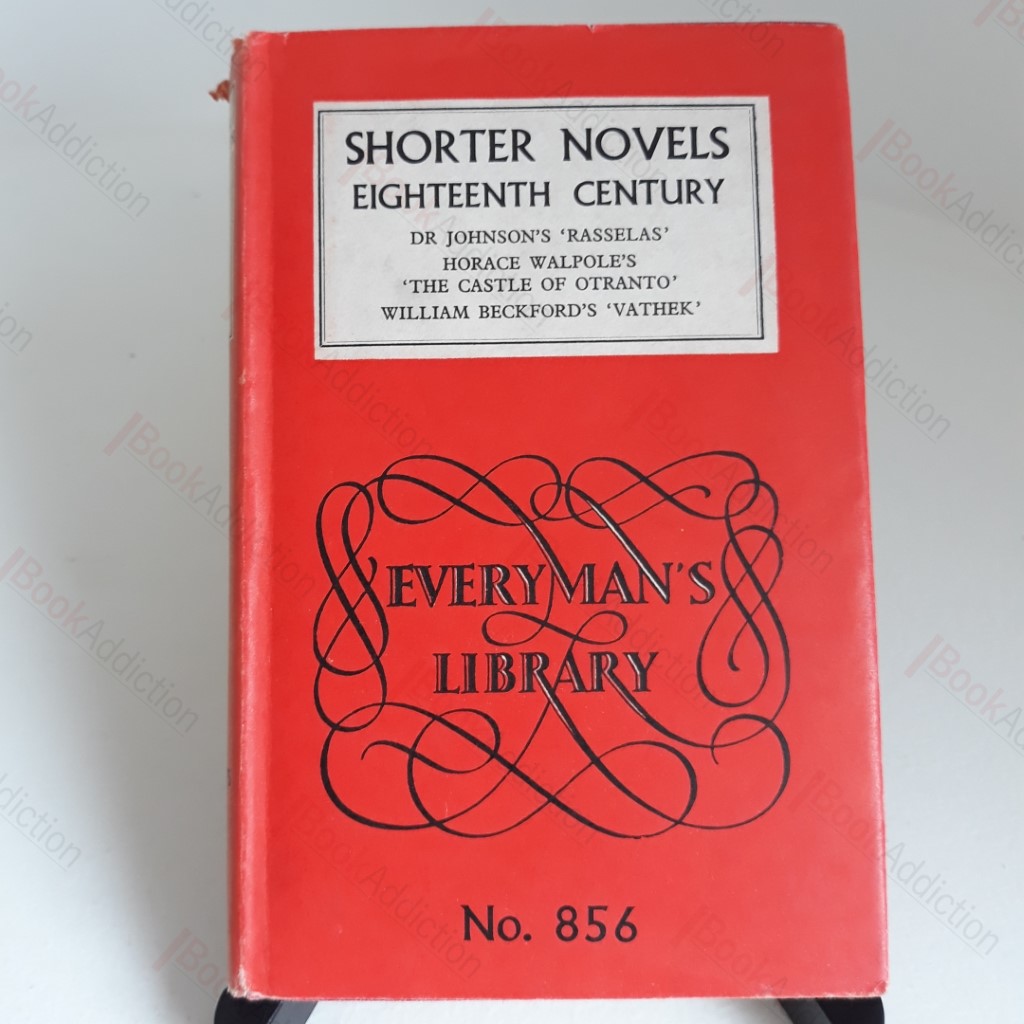 SHORTER NOVELS
EIGHTEENTH CENTURY
DR JOHNSON'S ‘RASSELAS’
HORACE WALPOLE'S
‘THE CASTLE OF OTRANTO’
WILLIAM BECKFORD'S ‘VATHEK’
EVERYMAN'S
LIBRARY
No. 856
BookAddiction